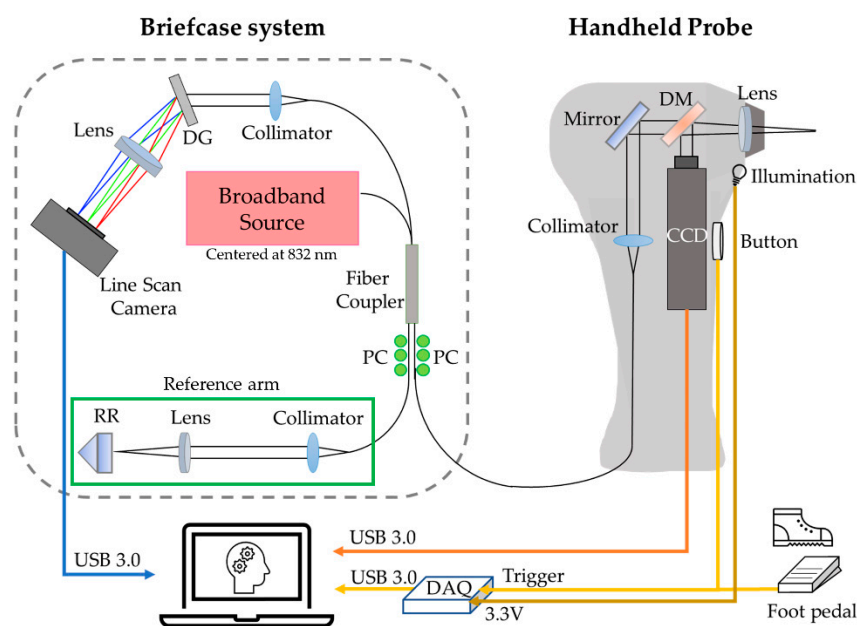 Briefcase system
Handheld Probe
DG
Lens
Collimator
Broadband
Source
Centered at 832 nm
Line Scan
Camera
Fiber
Coupler
PC
PC
Reference arm
RR
Lens
Collimator
Mirror
DM
Lens
Illumination
Collimator
CCD
Button
USB 3.0
USB 3.0
USB 3.0
DAQ
Trigger
3.3V
Foot pedal